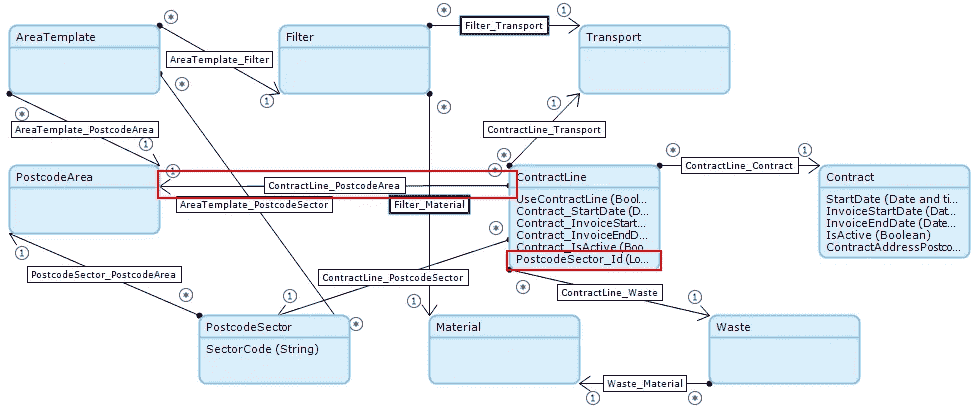 *
1
*
1
AreaTemplate
Filter
Filter_Transport
Transport
AreaTemplate_Filter
*
1
*
1
*
AreaTemplate_PostcodeArea
1
ContractLine_Transport
*
*
1
*
1
PostcodeArea
1
ContractLine_PostcodeArea
ContractLine
ContractLine_Contract
Contract
AreaTemplate_PostcodeSector
Filter_Material
UseContractLine (Bool...
Contract_StartDate (D...
Contract_InvoiceStart...
Contract_InvoiceEndD...
Contract_IsActive (Boo...
PostcodeSector_Id (Lo...
StartDate (Date and ti...
InvoiceStartDate (Dat...
InvoiceEndDate (Date...
IsActive (Boolean)
ContractAddressPostco...
*
1
PostcodeSector_PostcodeArea
ContractLine_PostcodeSector
*
ContractLine_Waste
*
1
1
1
PostcodeSector
*
Material
Waste
SectorCode (String)
Waste_Material
1
*